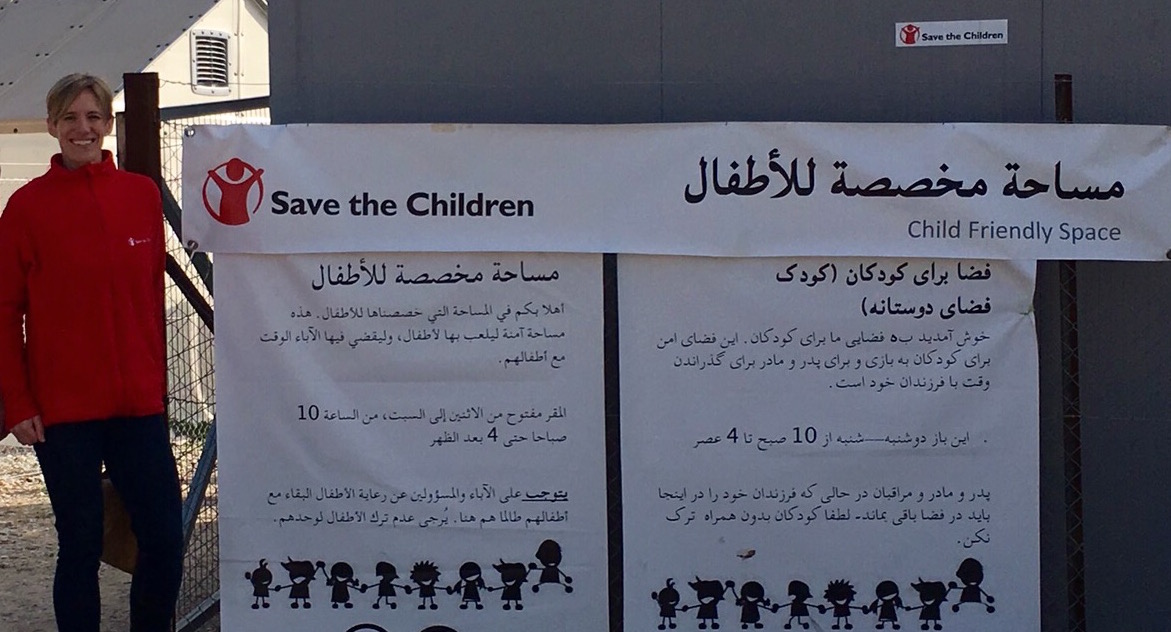 Save the Children
Save the Children
مساحة مخصصة للأطفال
Child Friendly Space
مساحة مخصصة للأطفال
أهلا بكم في المساحة التي خصصناها للأطفال. هذه
مساحة آمنة ليلعب بها لأطفال، وليقضي فيها الآباء الوقت
مع أطفالهم.
المقر مفتوح من الاثنين إلى السبت، من الساعة 10
صباحا حتى 4 بعد الظهر
يتوجب على الآباء والمسؤولين عن رعاية الأطفال البقاء مع
أطفالهم طالما هم هنا. يُرجى عدم ترك الأطفال لوحدهم.
فضا برای کودکان (کودک
فضای دوستانه)
خوش آمدید ب٥ فضایی ما برای کودکان. این فضای امن
برای کودکان به بازی و برای پدر و مادر برای گذراندن
وقت با فرزندان خود است.
. این باز دوشنبه—شنبه از 10 صبح تا 4 عصر
پدر و مادر و مراقبان در حالی که فرزندان خود را در اینجا
باید در فضا باقی بماند۔ لطفا کودکان بدون همراه ترک
نکن.